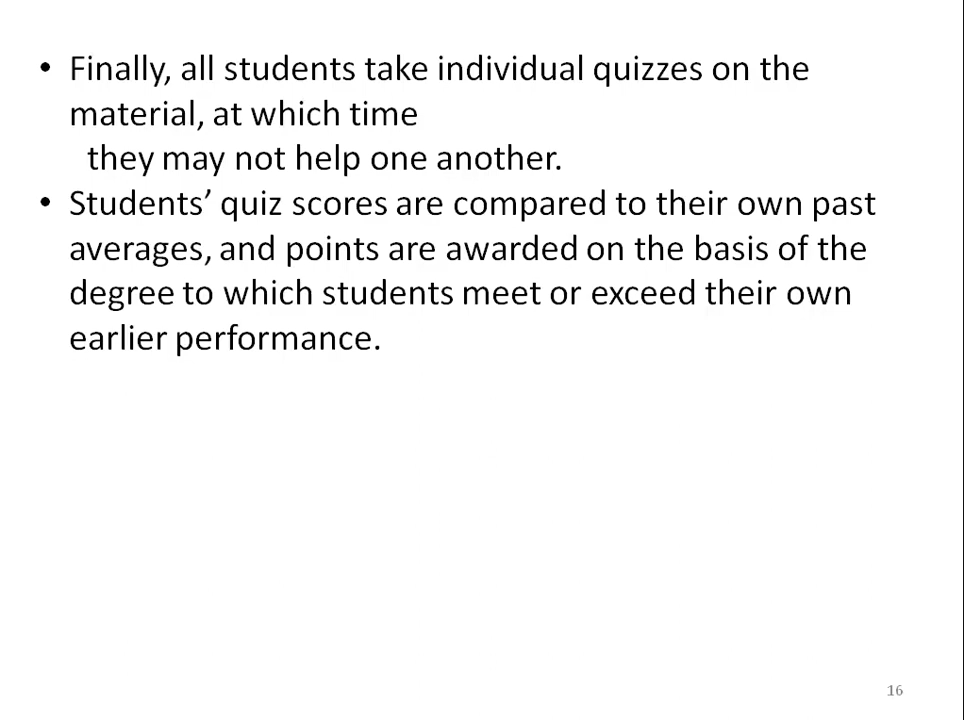 • Finally, all students take individual quizzes on the
material, at which time
they may not help one another.
• Students’ quiz scores are compared to their own past
averages, and points are awarded on the basis of the
degree to which students meet or exceed their own
earlier performance.
16